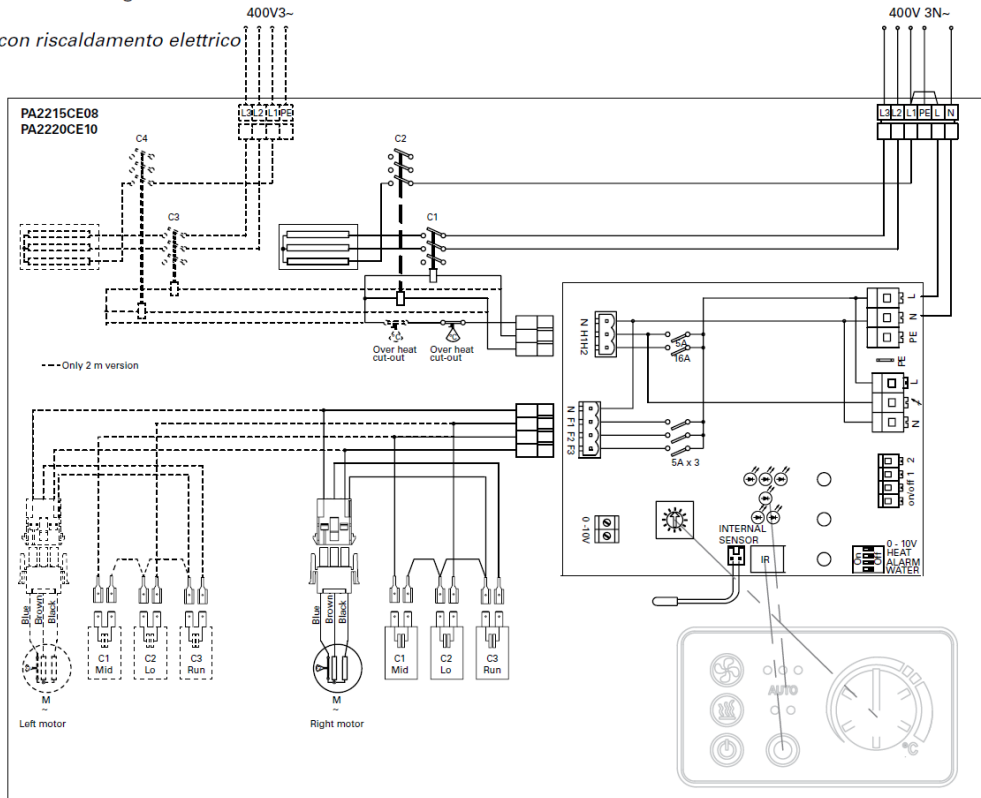 400V3~
400V 3N~
con riscaldamento elettrico
PA2215CE08
PA2220CE10
L3 L2 L1 PE
L3 L2 L1 PE L N
C4
C2
C3
C1
L
N
PE
N H1H2
5A
16A
PE
Over heat
cut-out
Over heat
cut-out
---- Only 2 m version
L
N
N F1 F2 F3
5A x 3
on/off 1 2
0 -10V
INTERNAL
SENSOR
IR
On
Off
0 - 10V
HEAT
ALARM
WATER
Blue
Brown
Black
C1
Mid
C2
Lo
C3
Run
Blue
Brown
Black
C1
Mid
C2
Lo
C3
Run
M
~
Left motor
M
~
Right motor
AUTO
°C